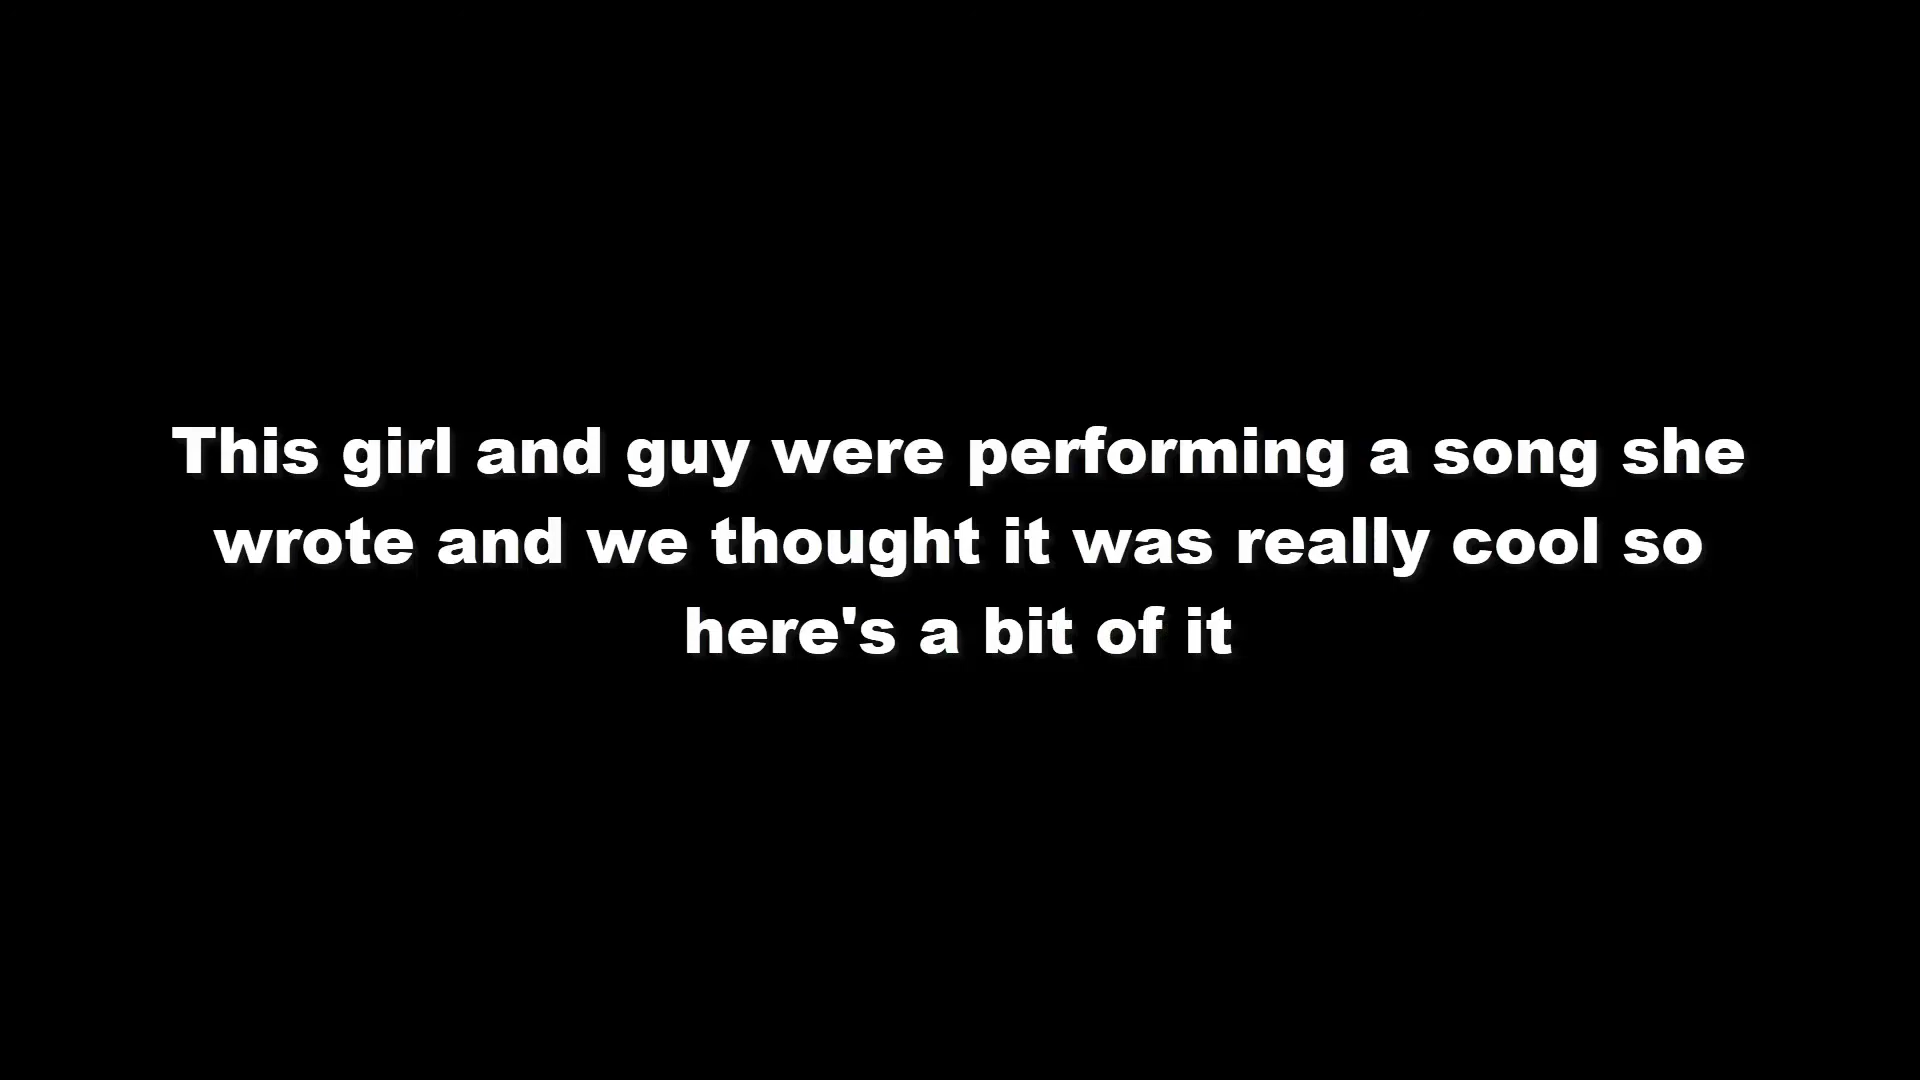 This girl and guy were performing a song she
wrote and we thought it was really cool so
here's a bit of it